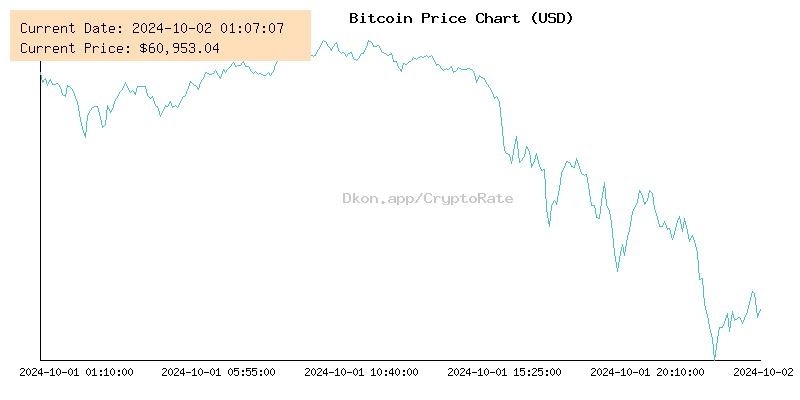 Bitcoin Price Chart (USD)
Current Date: 2024-10-02 01:07:07
Current Price: $60,953.04
Dkon.app/CryptoRate
2024-10-01 01:10:00 2024-10-01 05:55:00 2024-10-01 10:40:00 2024-10-01 15:25:00 2024-10-01 20:10:00 2024-10-02